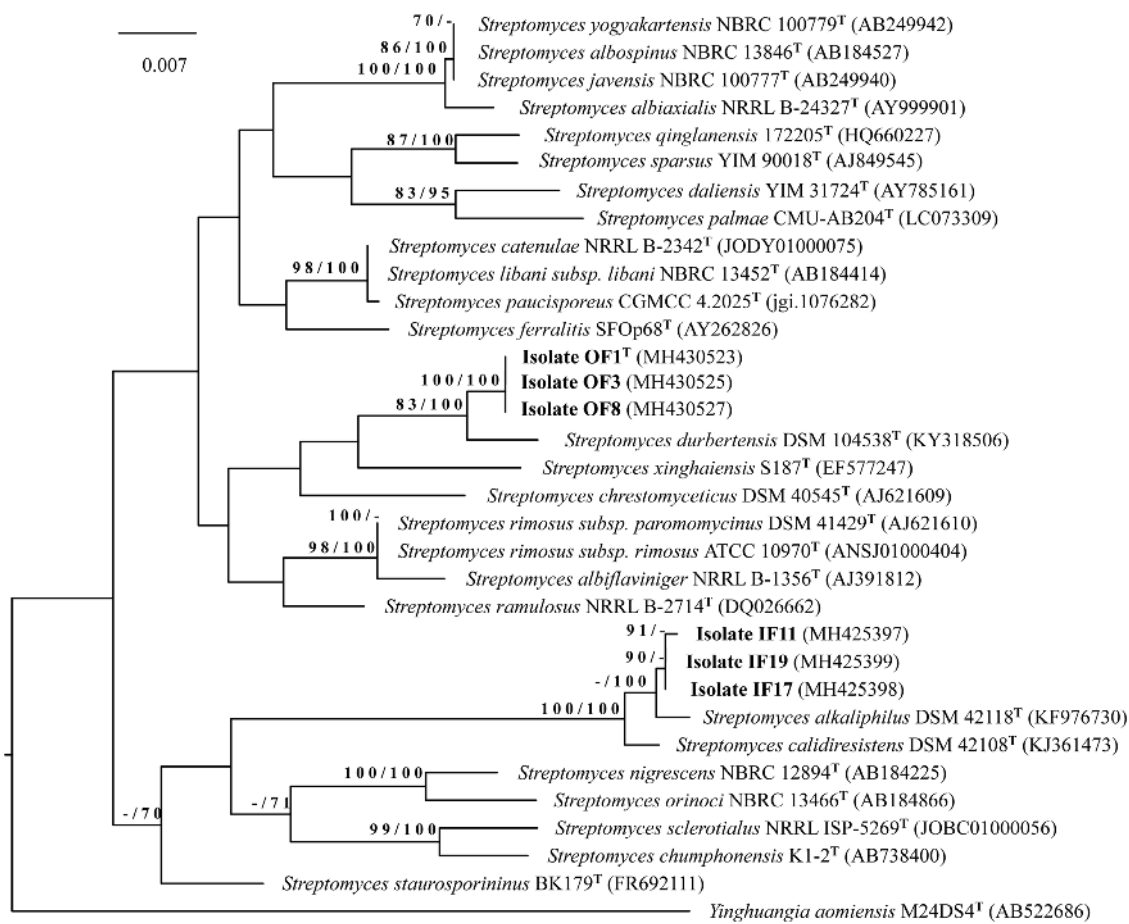 70/-
Streptomyces yogyakartensis NBRC 100779T (AB249942)
0.007
86/100
Streptomyces albospinus NBRC 13846T (AB184527)
100/100
Streptomyces javensis NBRC 100777T (AB249940)
Streptomyces albiaxialis NRRL B-24327T (AY999901)
87/100
Streptomyces qinglanensis 172205T (HQ660227)
Streptomyces sparsus YIM 90018T (AJ849545)
83/95
Streptomyces daliensis YIM 31724T (AY785161)
Streptomyces palmae CMU-AB204T (LC073309)
Streptomyces catenulae NRRL B-2342T (JODY01000075)
98/100
Streptomyces libani subsp. libani NBRC 13452T (AB184414)
Streptomyces paucisporeus CGMCC 4.2025T (jgi.1076282)
Streptomyces ferralitis SFOp68T (AY262826)
Isolate OF1T (MH430523)
100/100
Isolate OF3 (MH430525)
83/100
Isolate OF8 (MH430527)
Streptomyces durbertensis DSM 104538T (KY318506)
Streptomyces xinghaiensis S187T (EF577247)
Streptomyces chrestomyceticus DSM 40545T (AJ621609)
100/-
Streptomyces rimosus subsp. paromomycinus DSM 41429T (AJ621610)
98/100
Streptomyces rimosus subsp. rimosus ATCC 10970T (ANSJ01000404)
Streptomyces albiflaviniger NRRL B-1356T (AJ391812)
Streptomyces ramulosus NRRL B-2714T (DQ026662)
91/-
Isolate IF11 (MH425397)
90/-
Isolate IF19 (MH425399)
-/100
Isolate IF17 (MH425398)
100/100
Streptomyces alkaliphilus DSM 42118T (KF976730)
Streptomyces calidiresistens DSM 42108T (KJ361473)
100/100
Streptomyces nigrescens NBRC 12894T (AB184225)
-/71
Streptomyces orinoci NBRC 13466T (AB184866)
-/70
99/100
Streptomyces sclerotialus NRRL ISP-5269T (JOBC01000056)
Streptomyces chumphonensis K1-2T (AB738400)
Streptomyces staurosporininus BK179T (FR692111)
Yinghuangia aomiensis M24DS4T (AB522686)